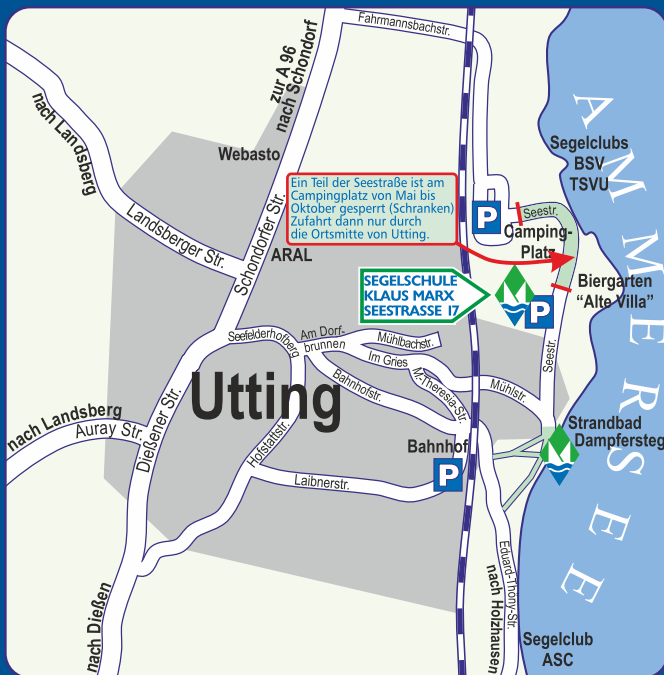 Fahrmannsbachstr.
zur A 96
nach Schondorf
nach Landsberg
Webasto
AMMERSEE
Segelclubs
BSV
TSVU
Ein Teil der Seestraße ist am
Campingplatz von Mai bis
Oktober gesperrt (Schranken)
Zufahrt dann nur durch
die Ortsmitte von Utting.
P
Seestr.
Camping-
Platz
Landsberger Str.
Schondorfer Str.
ARAL
SEGELSCHULE
KLAUS MARX
SEESTRASSE 17
P
Biergarten
“Alte Villa”
Seefelderhofberg
Am Dorf-
brunnen
Mühlbachstr.
Im Gries
Seestr.
Utting
Bahnhofstr.
M.-Theresia-Str.
Mühlstr.
nach Landsberg
Auray Str.
Dießener Str.
Hofstattstr.
Bahnhof
P
Strandbad
Dampfersteg
Laibnerstr.
Eduard-Thony-Str.
nach Holzhausen
nach Dießen
Segelclub
ASC